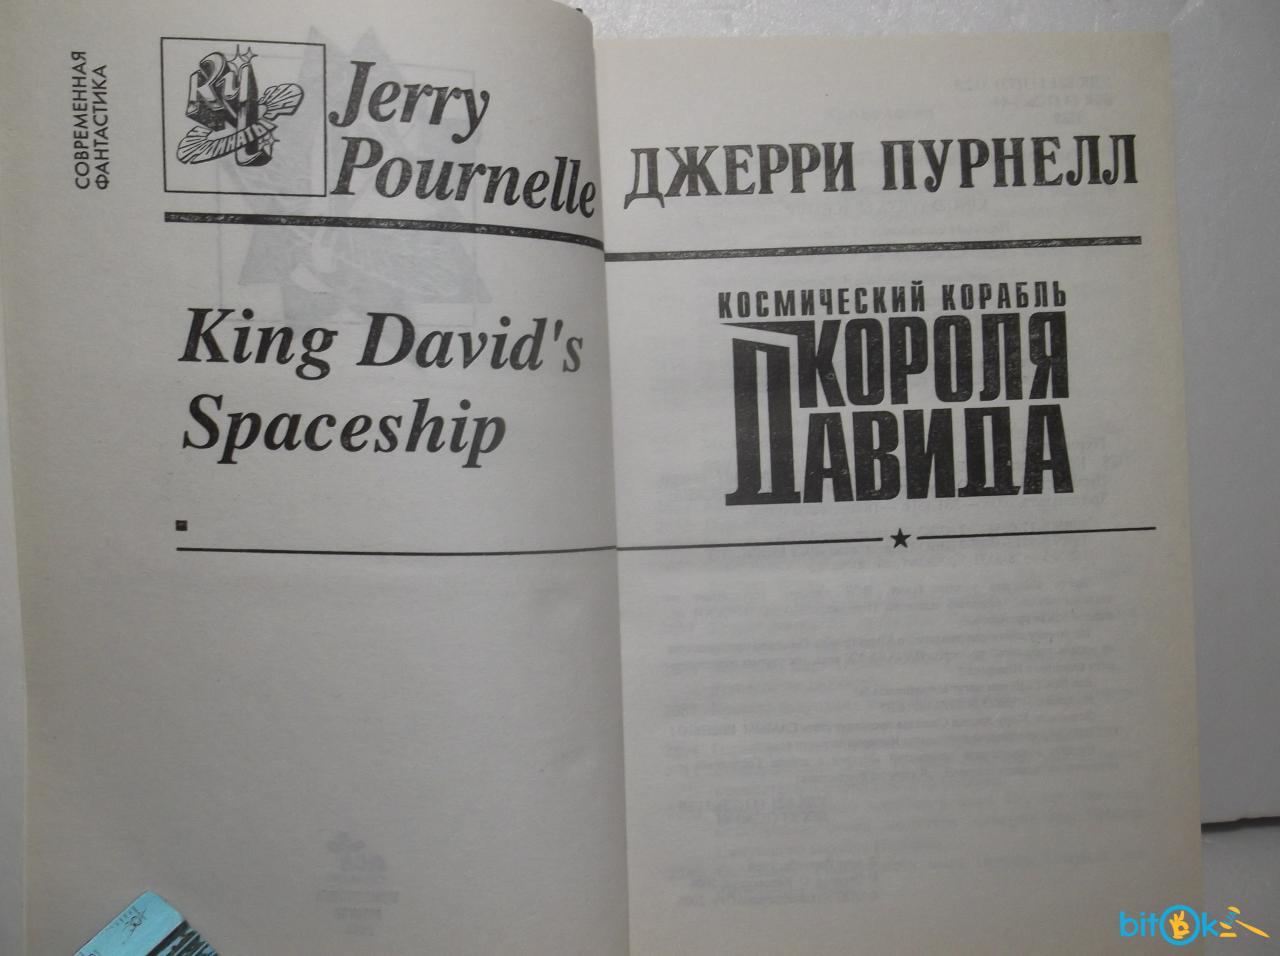 СОВРЕМЕННАЯ
ФАНТАСТИКА
Jerry
Pournelle
King David's
Spaceship
ДЖЕРРИ ПУРНЕЛЛ
КОСМИЧЕСКИЙ КОРАБЛЬ
КОРОЛЯ
ДАВИДА
bitok